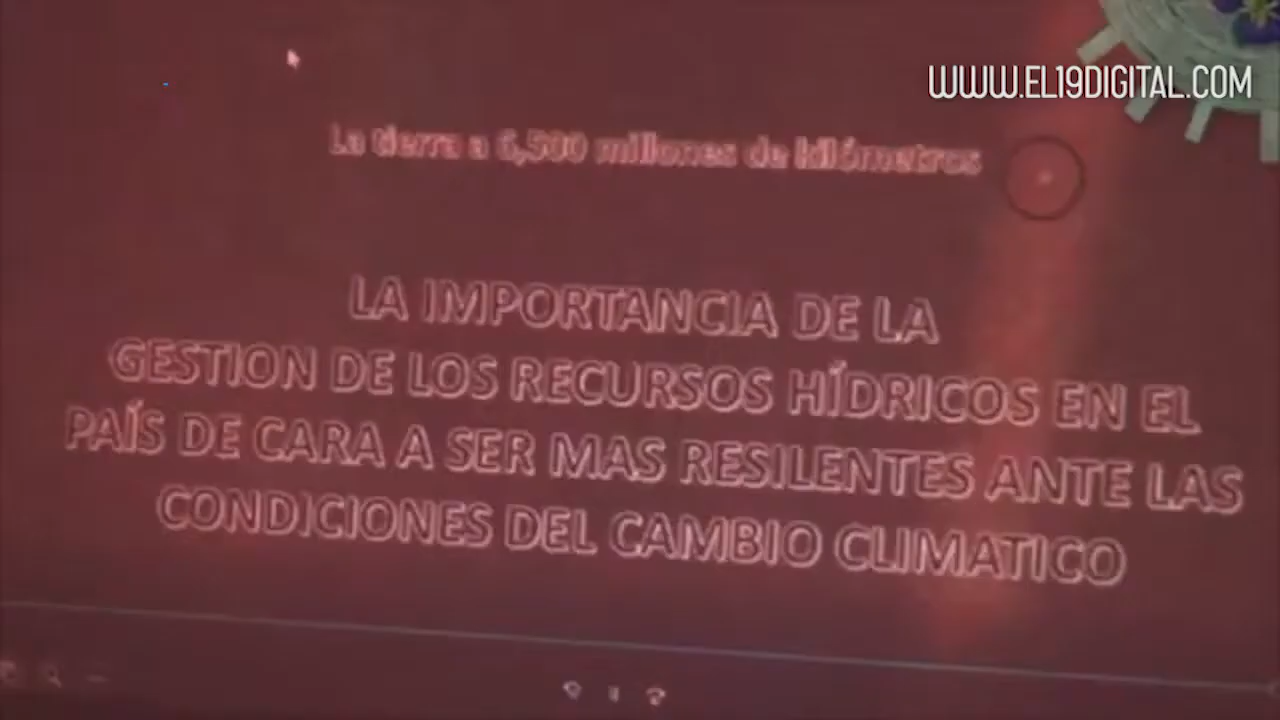 WWW.EL19DIGITAL.COM
La tierra a 6,500 millones de kilómetros
LA IMPORTANCIA DE LA
GESTION DE LOS RECURSOS HÍDRICOS EN EL
PAÍS DE CARA A SER MAS RESILENTES ANTE LAS
CONDICIONES DEL CAMBIO CLIMATICO